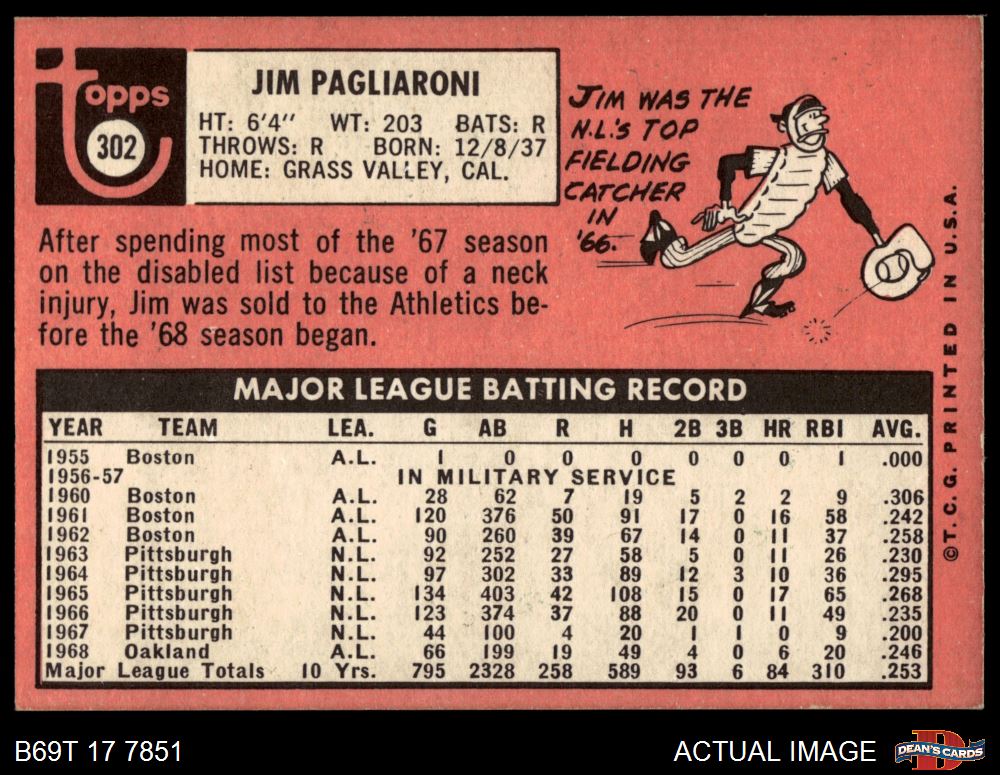 Topps
302
JIM PAGLIARONI
HT: 6'4" WT: 203 BATS: R
THROWS: R BORN: 12/8/37
HOME: GRASS VALLEY, CAL.
JIM WAS THE
N.L.'S TOP
FIELDING
CATCHER
IN
'66.
After spending most of the '67 season
on the disabled list because of a neck
injury, Jim was sold to the Athletics be-
fore the '68 season began.
MAJOR LEAGUE BATTING RECORD
YEAR TEAM LEA. G AB R H 2B 3B HR RBI AVG.
1955 Boston A.L. 1 0 0 0 0 0 0 1 .000
1956-57 IN MILITARY SERVICE
1960 Boston A.L. 28 62 7 19 5 2 2 9 .306
1961 Boston A.L. 120 376 50 91 17 0 16 58 .242
1962 Boston A.L. 90 260 39 67 14 0 11 37 .258
1963 Pittsburgh N.L. 92 252 27 58 5 0 11 26 .230
1964 Pittsburgh N.L. 97 302 33 89 12 3 10 36 .295
1965 Pittsburgh N.L. 134 403 42 108 15 0 17 65 .268
1966 Pittsburgh N.L. 123 374 37 88 20 0 11 49 .235
1967 Pittsburgh N.L. 44 100 4 20 1 1 0 9 .200
1968 Oakland A.L. 66 199 19 49 4 0 6 20 .246
Major League Totals 10 Yrs. 795 2328 258 589 93 6 84 310 .253
©T.C.G. PRINTED IN U.S.A.
B69T 17 7851
ACTUAL IMAGE
D
DEAN'S CARDS